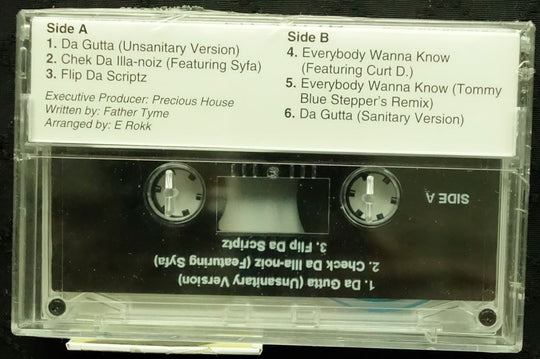 Side A
1. Da Gutta (Unsanitary Version)
2. Chek Da Illa-noiz (Featuring Syfa)
3. Flip Da Scriptz
Executive Producer: Precious House
Written by: Father Tyme
Arranged by: E Rokk
Side B
4. Everybody Wanna Know
(Featuring Curt D.)
5. Everybody Wanna Know (Tommy
Blue Stepper's Remix)
6. Da Gutta (Sanitary Version)
SIDE A
1. Da Gutta (Unsanitary Version)
2. Check Da Illa-noiz (Featuring Syfa)
3. Flip Da Scriptz